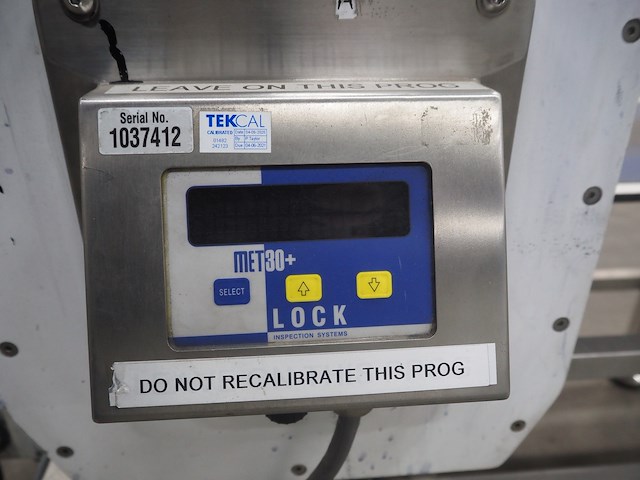 A
LEAVE ON THIS PROG
Serial No.
1037412
TEKCAL
CALIBRATED
MET30+
SELECT
LOCK
INSPECTION SYSTEMS
DO NOT RECALIBRATE THIS PROG